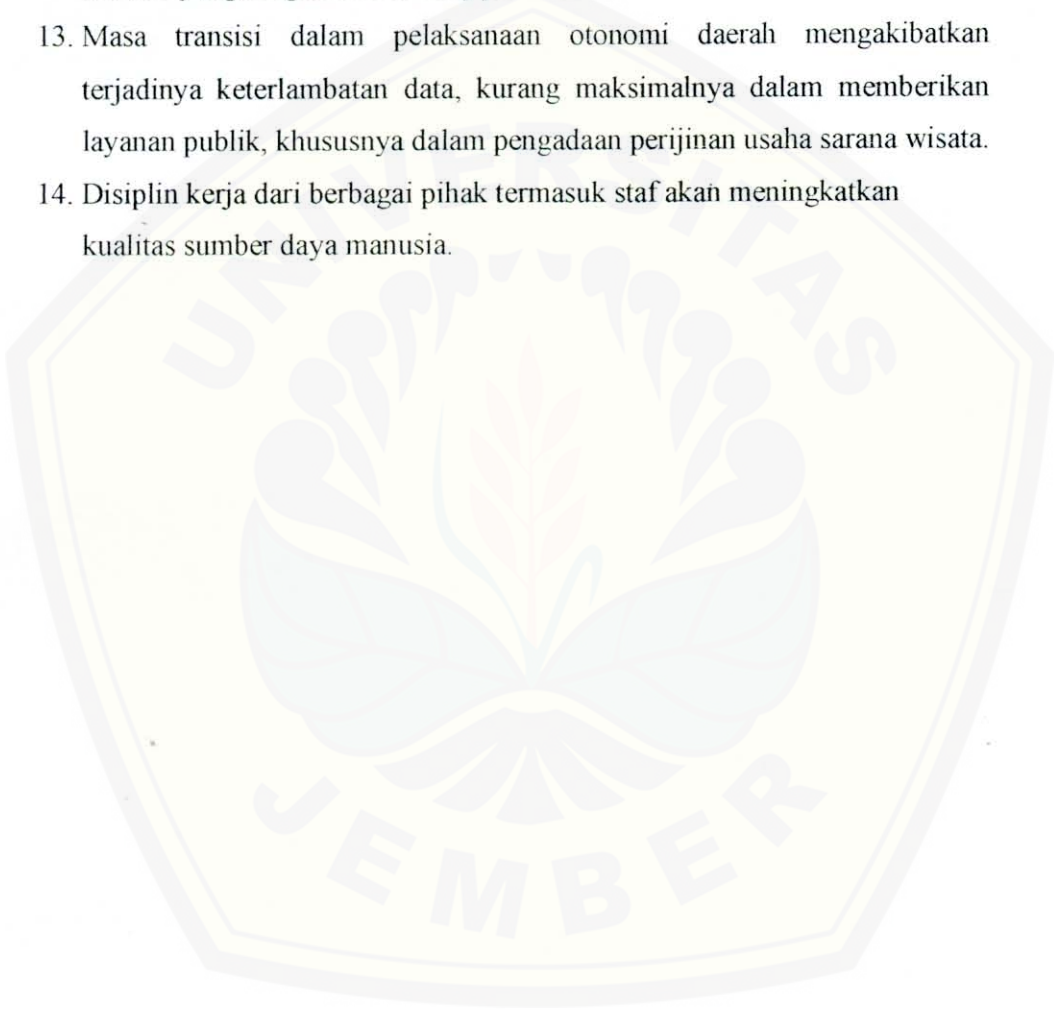 13. Masa transisi dalam pelaksanaan otonomi daerah mengakibatkan
terjadinya keterlambatan data, kurang maksimalnya dalam memberikan
layanan publik, khususnya dalam pengadaan perijinan usaha sarana wisata.
14. Disiplin kerja dari berbagai pihak termasuk staf akan meningkatkan
kualitas sumber daya manusia.
UNIVERSITAS
JEMBER